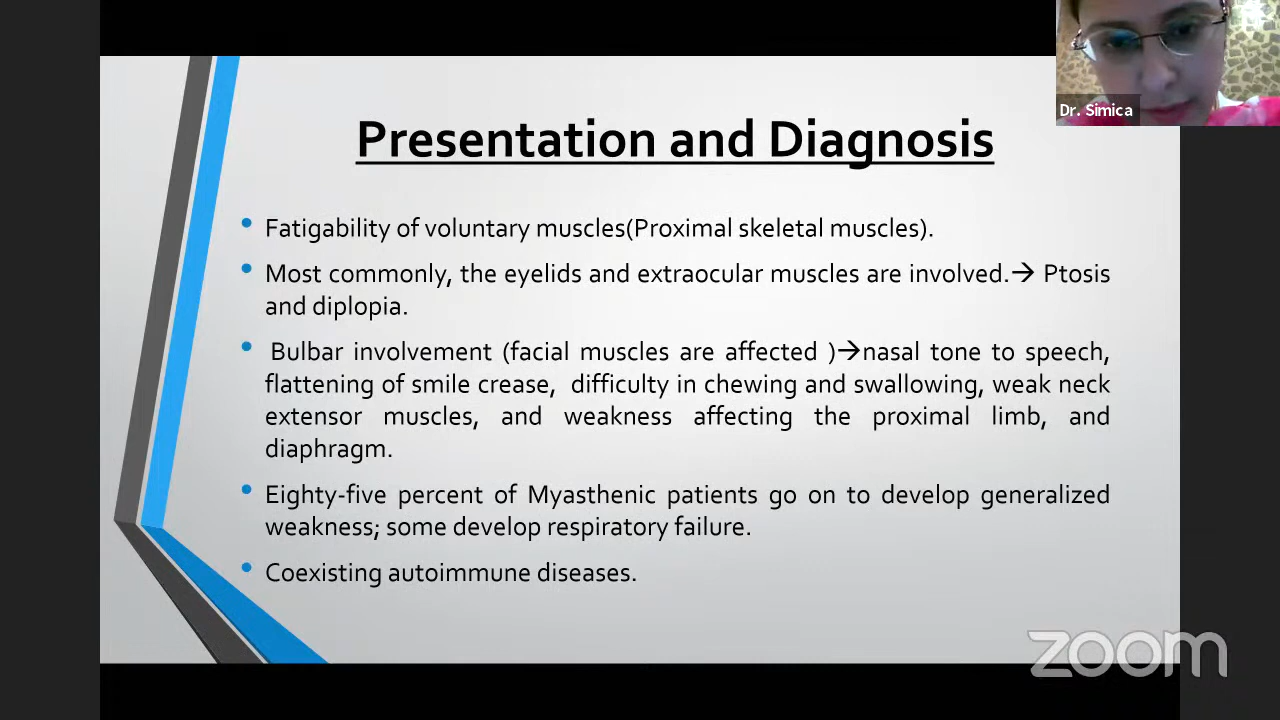 Dr. Simica
Presentation and Diagnosis
• Fatigability of voluntary muscles(Proximal skeletal muscles).
• Most commonly, the eyelids and extraocular muscles are involved.→ Ptosis
and diplopia.
• Bulbar involvement (facial muscles are affected )→nasal tone to speech,
flattening of smile crease, difficulty in chewing and swallowing, weak neck
extensor muscles, and weakness affecting the proximal limb, and
diaphragm.
• Eighty-five percent of Myasthenic patients go on to develop generalized
weakness; some develop respiratory failure.
• Coexisting autoimmune diseases.
zoom